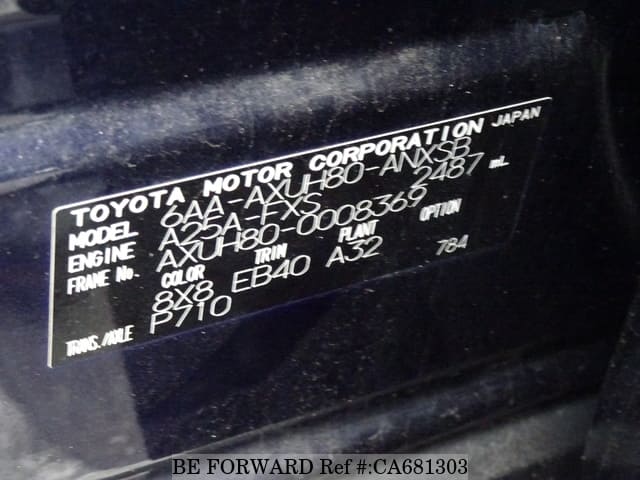 TOYOTA MOTOR CORPORATION JAPAN
MODEL 6AA-AXUH80-ANXSB
ENGINE A25A-FXS 2487 mL
FRAME No. AXUH80-0008369
COLOR TRIM PLANT OPTION
8X8 EB40 A32 784
TRANS./AXLE P710
BE FORWARD Ref #:CA681303